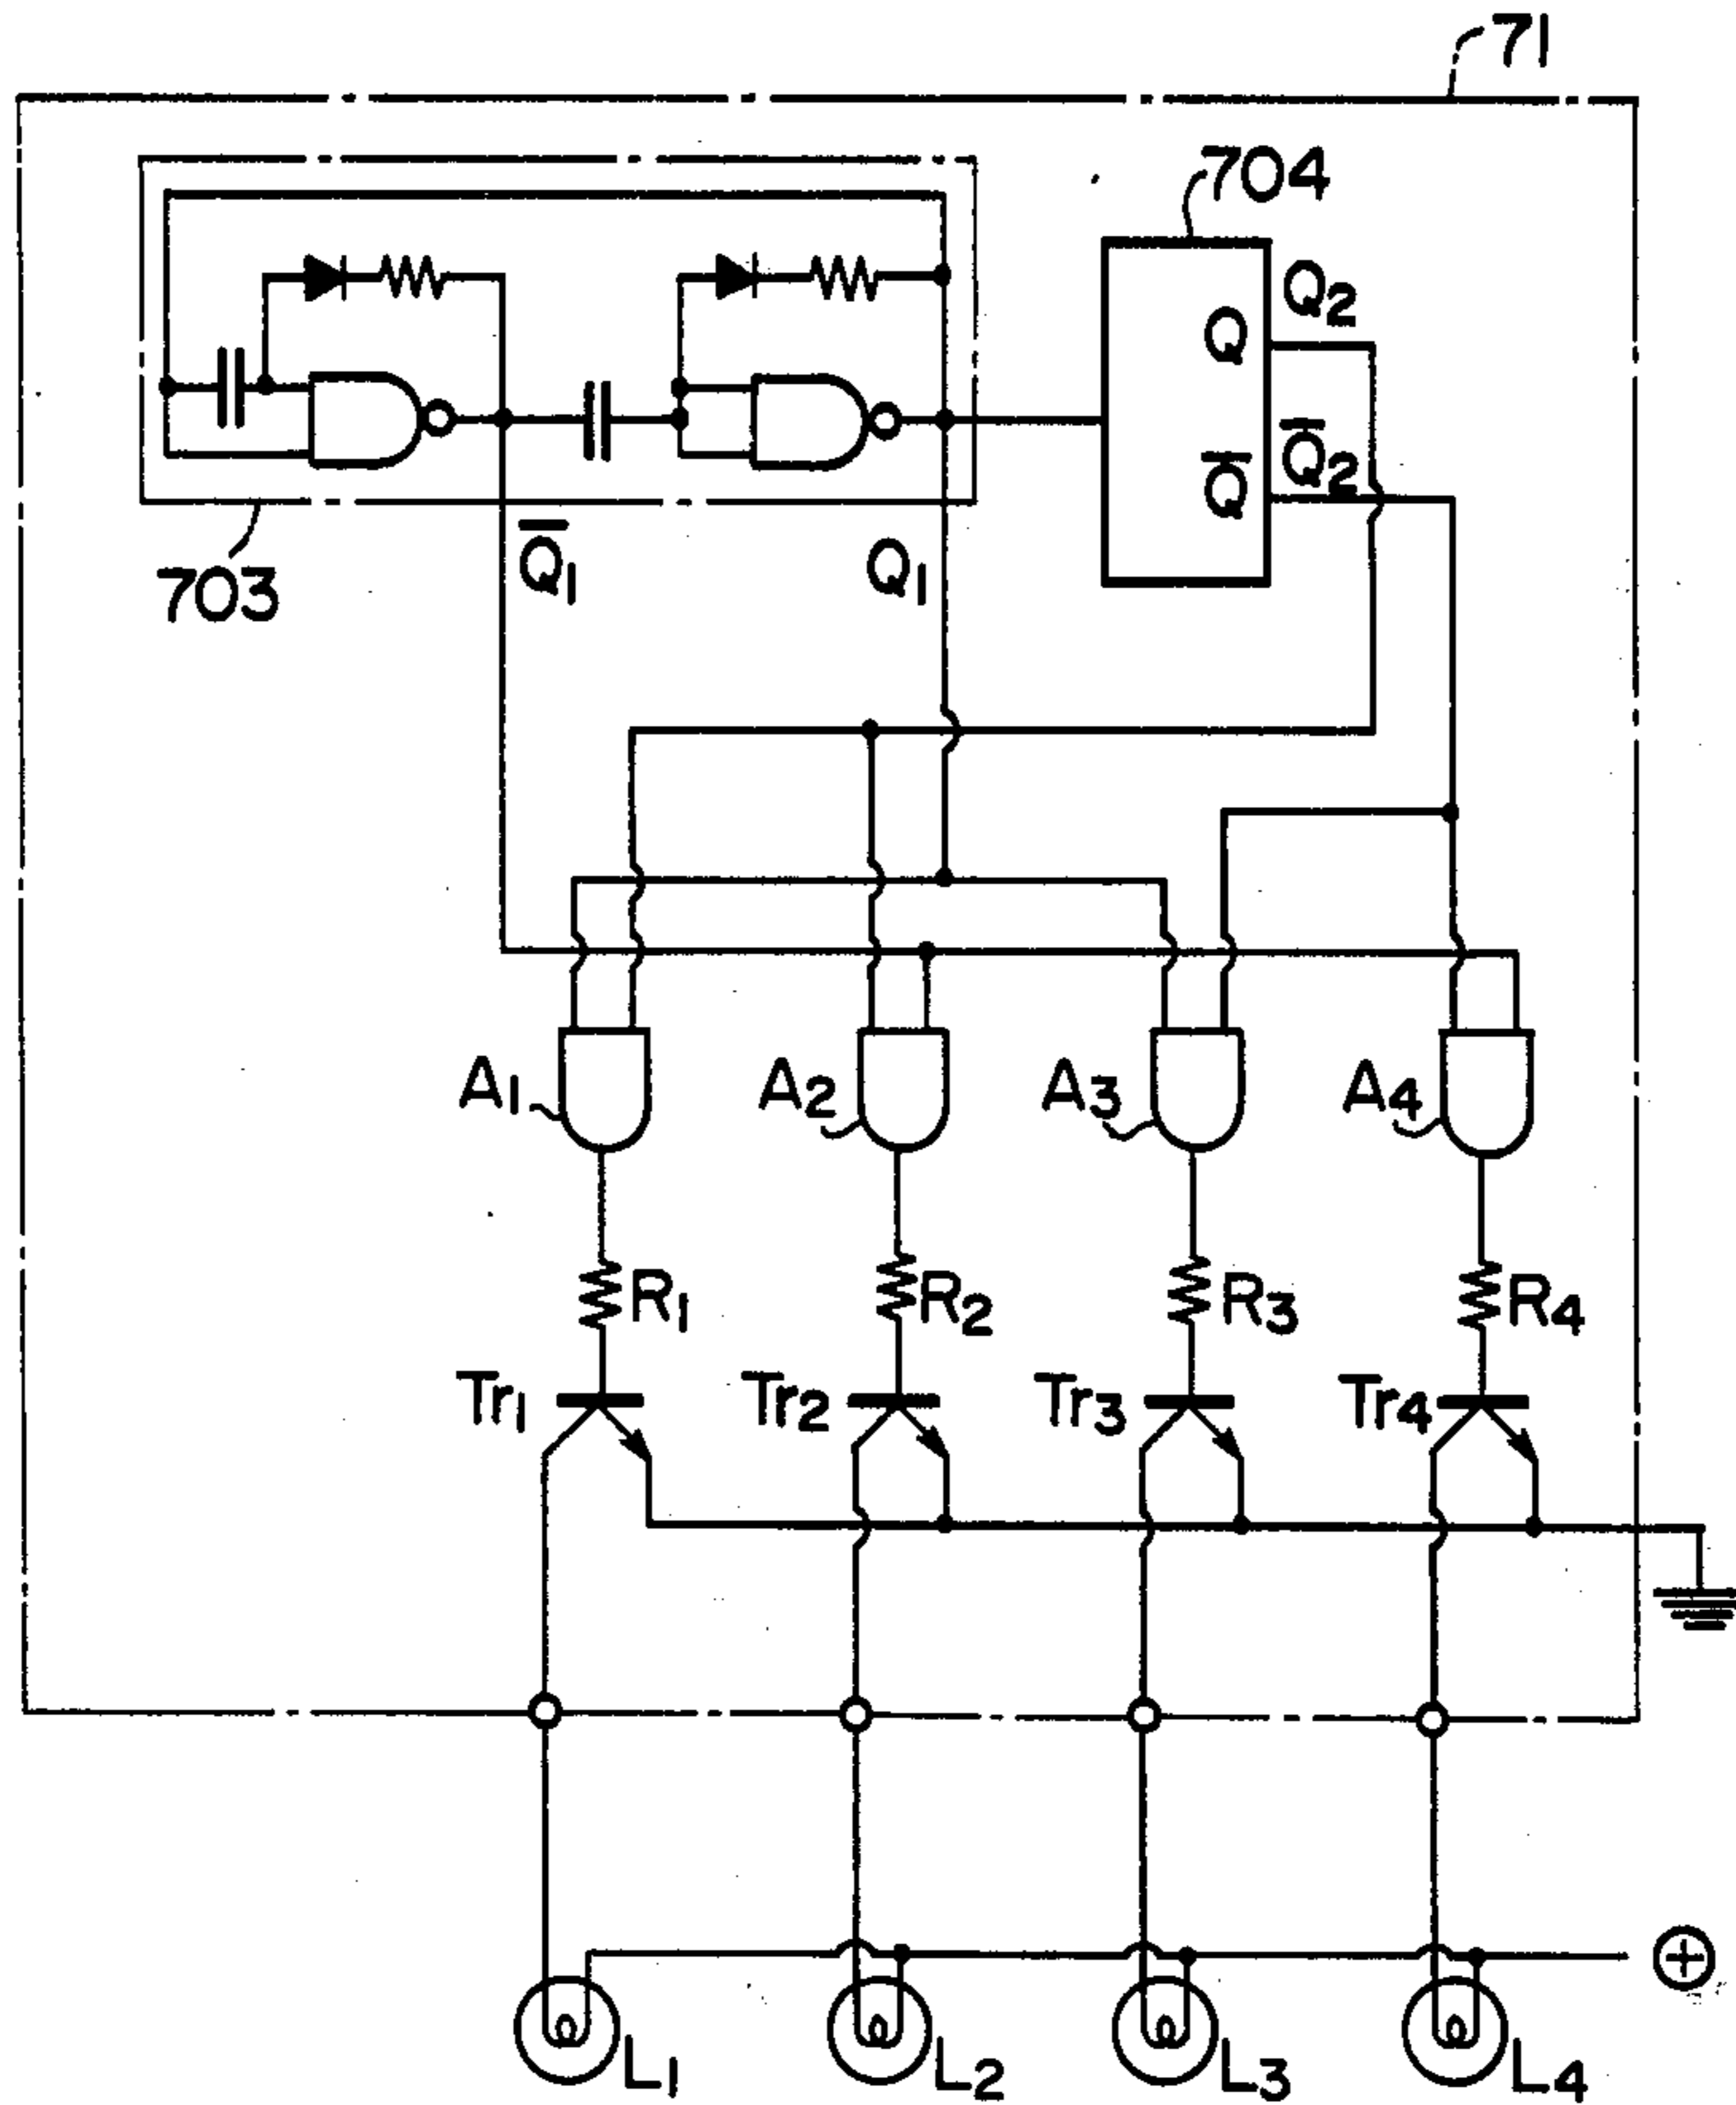 71
704
Q Q₂
Q̅ Q̅₂
703
Q̅₁
Q₁
A₁
A₂
A₃
A₄
R₁
R₂
R₃
R₄
Tr₁
Tr₂
Tr₃
Tr₄
+
L₁
L₂
L₃
L₄